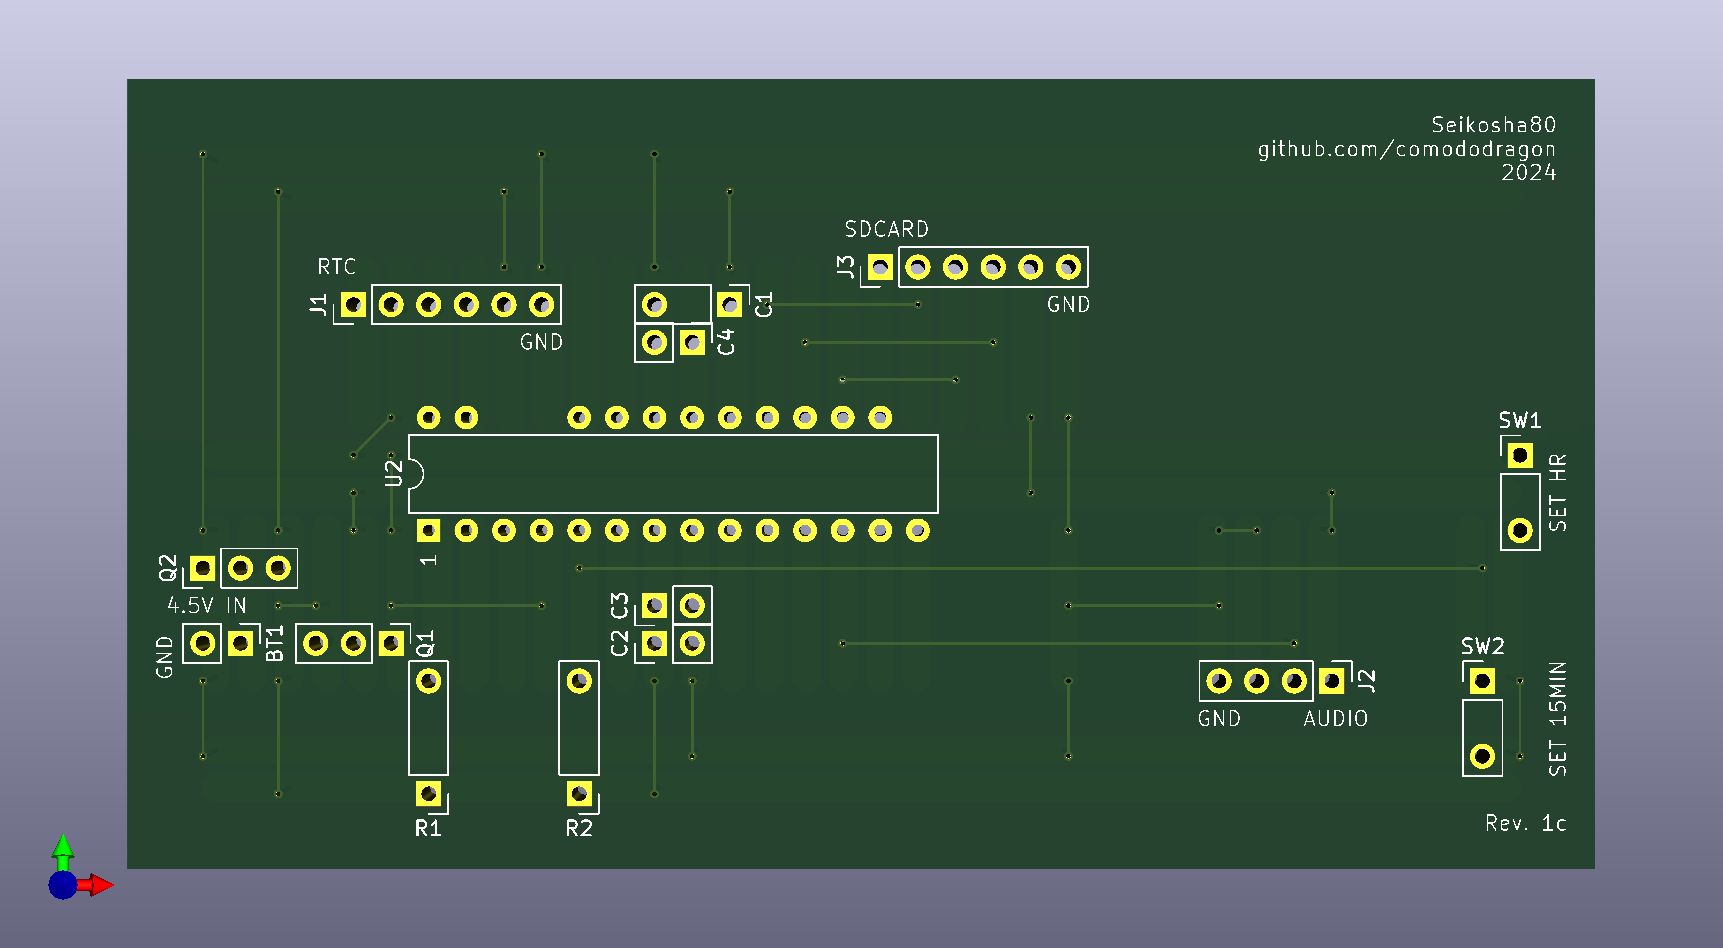 Seikosha80
github.com/comododragon
2024
SDCARD
J3
GND
RTC
J1
GND
C1
C4
U2
1
SW1
SET HR
Q2
4.5V IN
GND
BT1
Q1
C3
C2
R1
R2
J2
GND
AUDIO
SW2
SET 15MIN
Rev. 1c